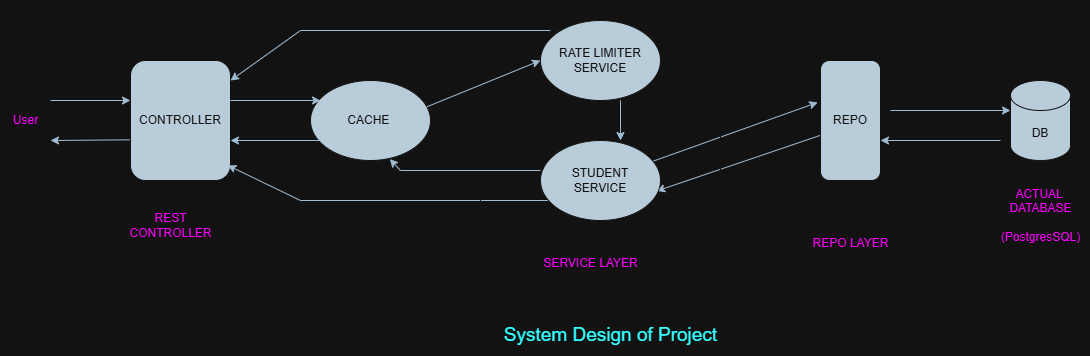 User
CONTROLLER
REST
CONTROLLER
CACHE
RATE LIMITER
SERVICE
STUDENT
SERVICE
SERVICE LAYER
REPO
REPO LAYER
DB
ACTUAL
DATABASE
(PostgresSQL)
System Design of Project